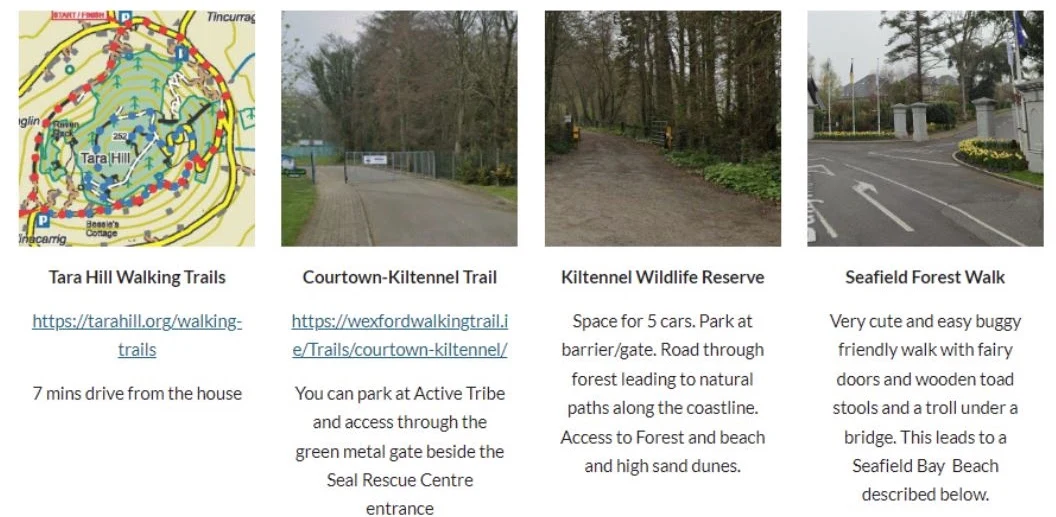 START / FINISH
P
Tincurrag
i
Raven
Rock
252
Tara Hill
P
Bessie's
Cottage
inacarrig
Tara Hill Walking Trails
https://tarahill.org/walking-
trails
7 mins drive from the house
Courtown-Kiltennel Trail
https://wexfordwalkingtrail.i
e/Trails/courtown-kiltennel/
You can park at Active Tribe
and access through the
green metal gate beside the
Seal Rescue Centre
entrance
Kiltennel Wildlife Reserve
Space for 5 cars. Park at
barrier/gate. Road through
forest leading to natural
paths along the coastline.
Access to Forest and beach
and high sand dunes.
Seafield Forest Walk
Very cute and easy buggy
friendly walk with fairy
doors and wooden toad
stools and a troll under a
bridge. This leads to a
Seafield Bay Beach
described below.